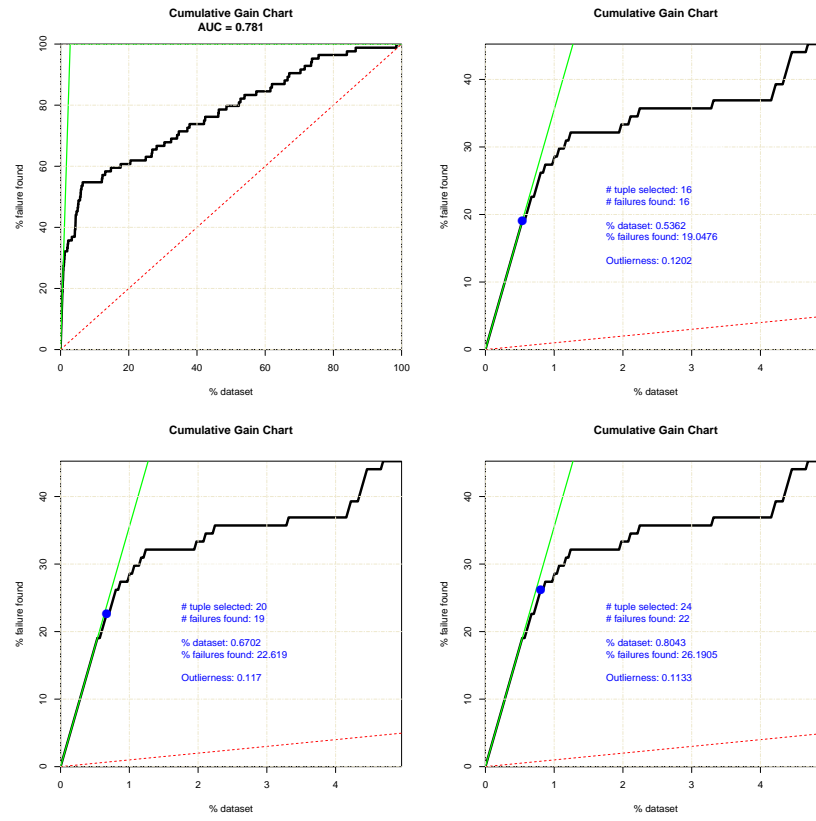 Cumulative Gain Chart
AUC = 0.781
% failure found
0
20
40
60
80
100
0
20
40
60
80
100
% dataset
Cumulative Gain Chart
% failure found
0
10
20
30
40
# tuple selected: 16
# failures found: 16
% dataset: 0.5362
% failures found: 19.0476
Outlierness: 0.1202
0
1
2
3
4
% dataset
Cumulative Gain Chart
% failure found
0
10
20
30
40
# tuple selected: 20
# failures found: 19
% dataset: 0.6702
% failures found: 22.619
Outlierness: 0.117
0
1
2
3
4
% dataset
Cumulative Gain Chart
% failure found
0
10
20
30
40
# tuple selected: 24
# failures found: 22
% dataset: 0.8043
% failures found: 26.1905
Outlierness: 0.1133
0
1
2
3
4
% dataset